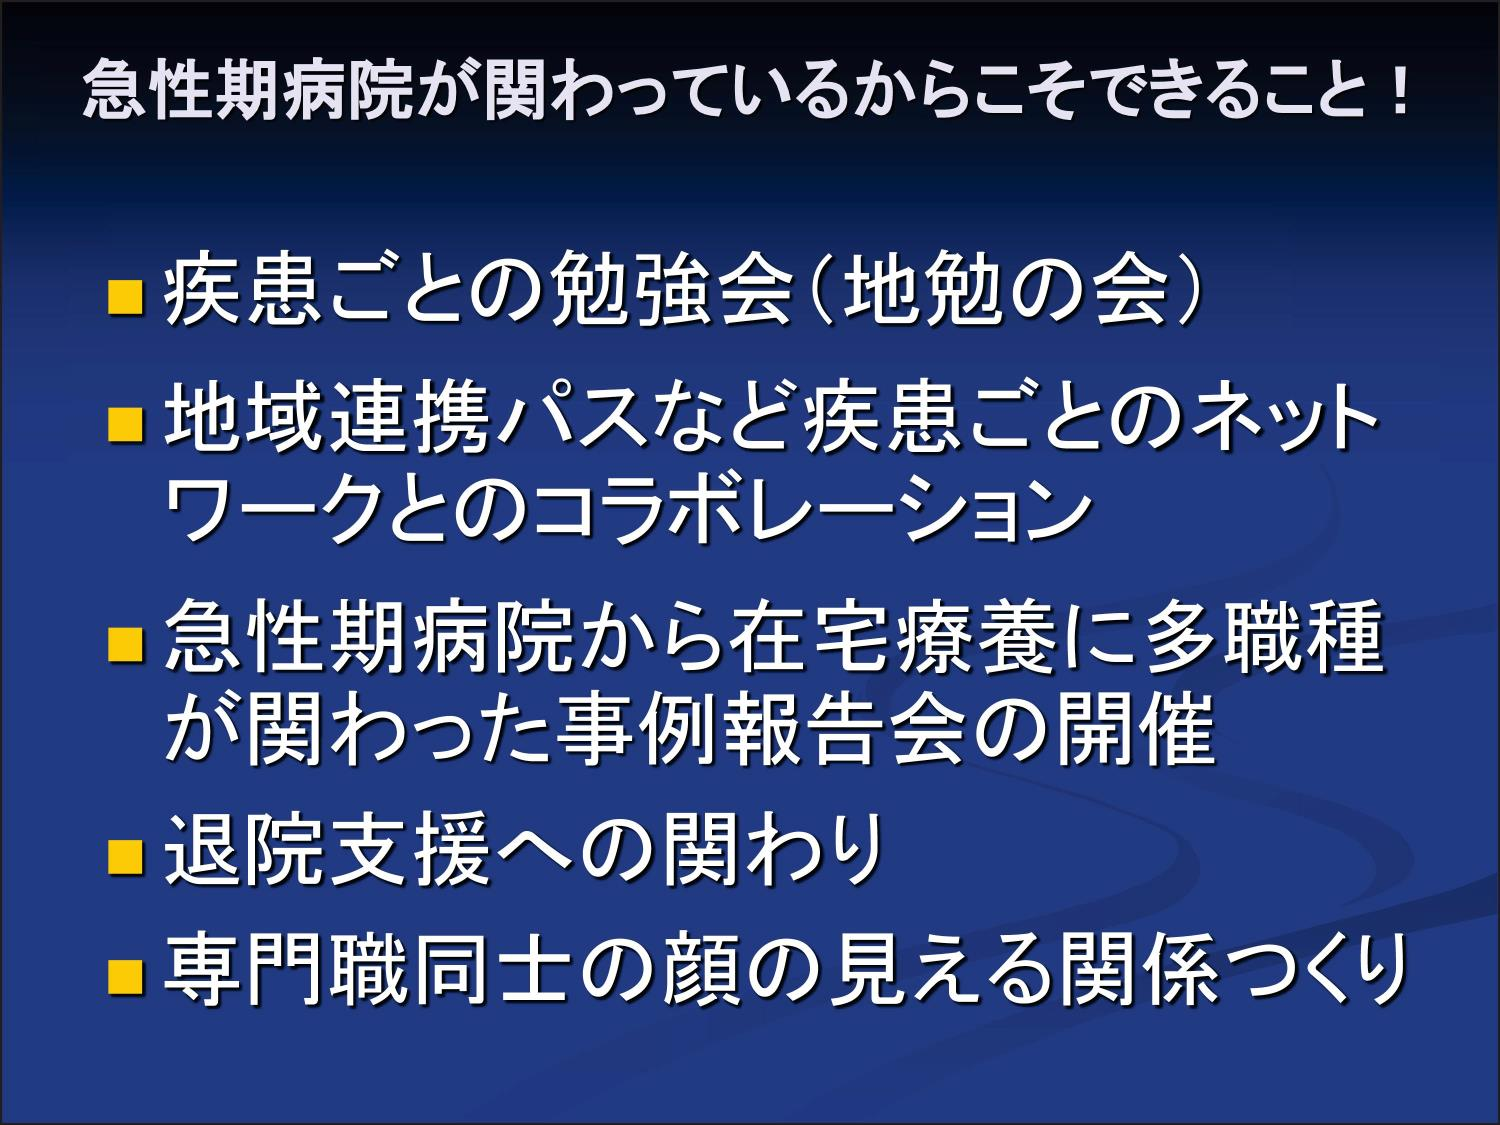 急性期病院が関わっているからこそできること！
■ 疾患ごとの勉強会（地勉の会）
■ 地域連携パスなど疾患ごとのネット
ワークとのコラボレーション
■ 急性期病院から在宅療養に多職種
が関わった事例報告会の開催
■ 退院支援への関わり
■ 専門職同士の顔の見える関係つくり